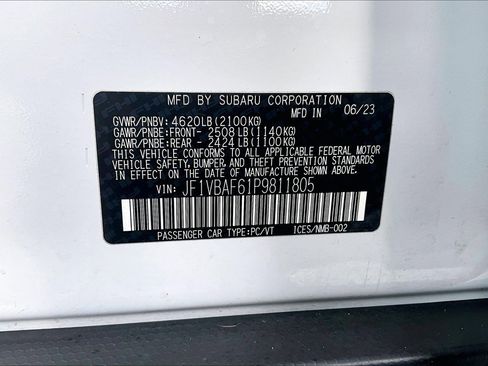 MFD BY SUBARU CORPORATION
MFD IN 06/23
GVWR/PNBV: 4620LB(2100KG)
GAWR/PNBE:FRONT- 2508LB(1140KG)
GAWR/PNBE:REAR - 2424LB(1100KG)
THIS VEHICLE CONFORMS TO ALL APPLICABLE FEDERAL MOTOR
VEHICLE SAFETY, BUMPER, AND THEFT PREVENTION STANDARDS
IN EFFECT ON THE DATE OF MANUFACTURE SHOWN ABOVE.
VIN: JF1VBAF61P9811805
PASSENGER CAR TYPE:PC/VT ICES/NMB-002